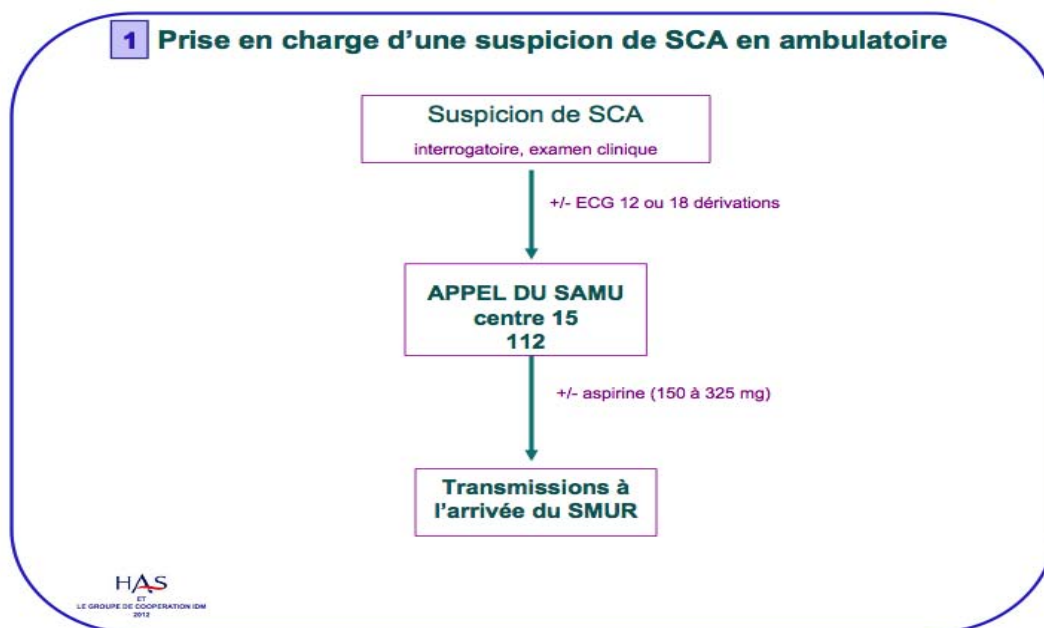 1 Prise en charge d'une suspicion de SCA en ambulatoire
Suspicion de SCA
interrogatoire, examen clinique
+/- ECG 12 ou 18 dérivations
APPEL DU SAMU
centre 15
112
+/- aspirine (150 à 325 mg)
Transmissions à
l'arrivée du SMUR
HAS
ET
LE GROUPE DE COOPERATION IDM
2012